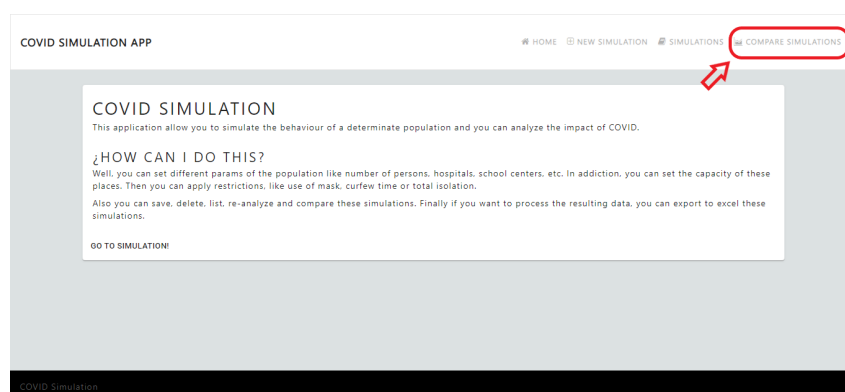 COVID SIMULATION APP
HOME NEW SIMULATION SIMULATIONS COMPARE SIMULATIONS
COVID SIMULATION
This application allow you to simulate the behaviour of a determinate population and you can analyze the impact of COVID.
¿HOW CAN I DO THIS?
Well, you can set different params of the population like number of persons, hospitals, school centers, etc. In addiction, you can set the capacity of these
places. Then you can apply restrictions, like use of mask, curfew time or total isolation.
Also you can save, delete, list, re-analyze and compare these simulations. Finally if you want to process the resulting data, you can export to excel these
simulations.
GO TO SIMULATION!
COVID Simulation